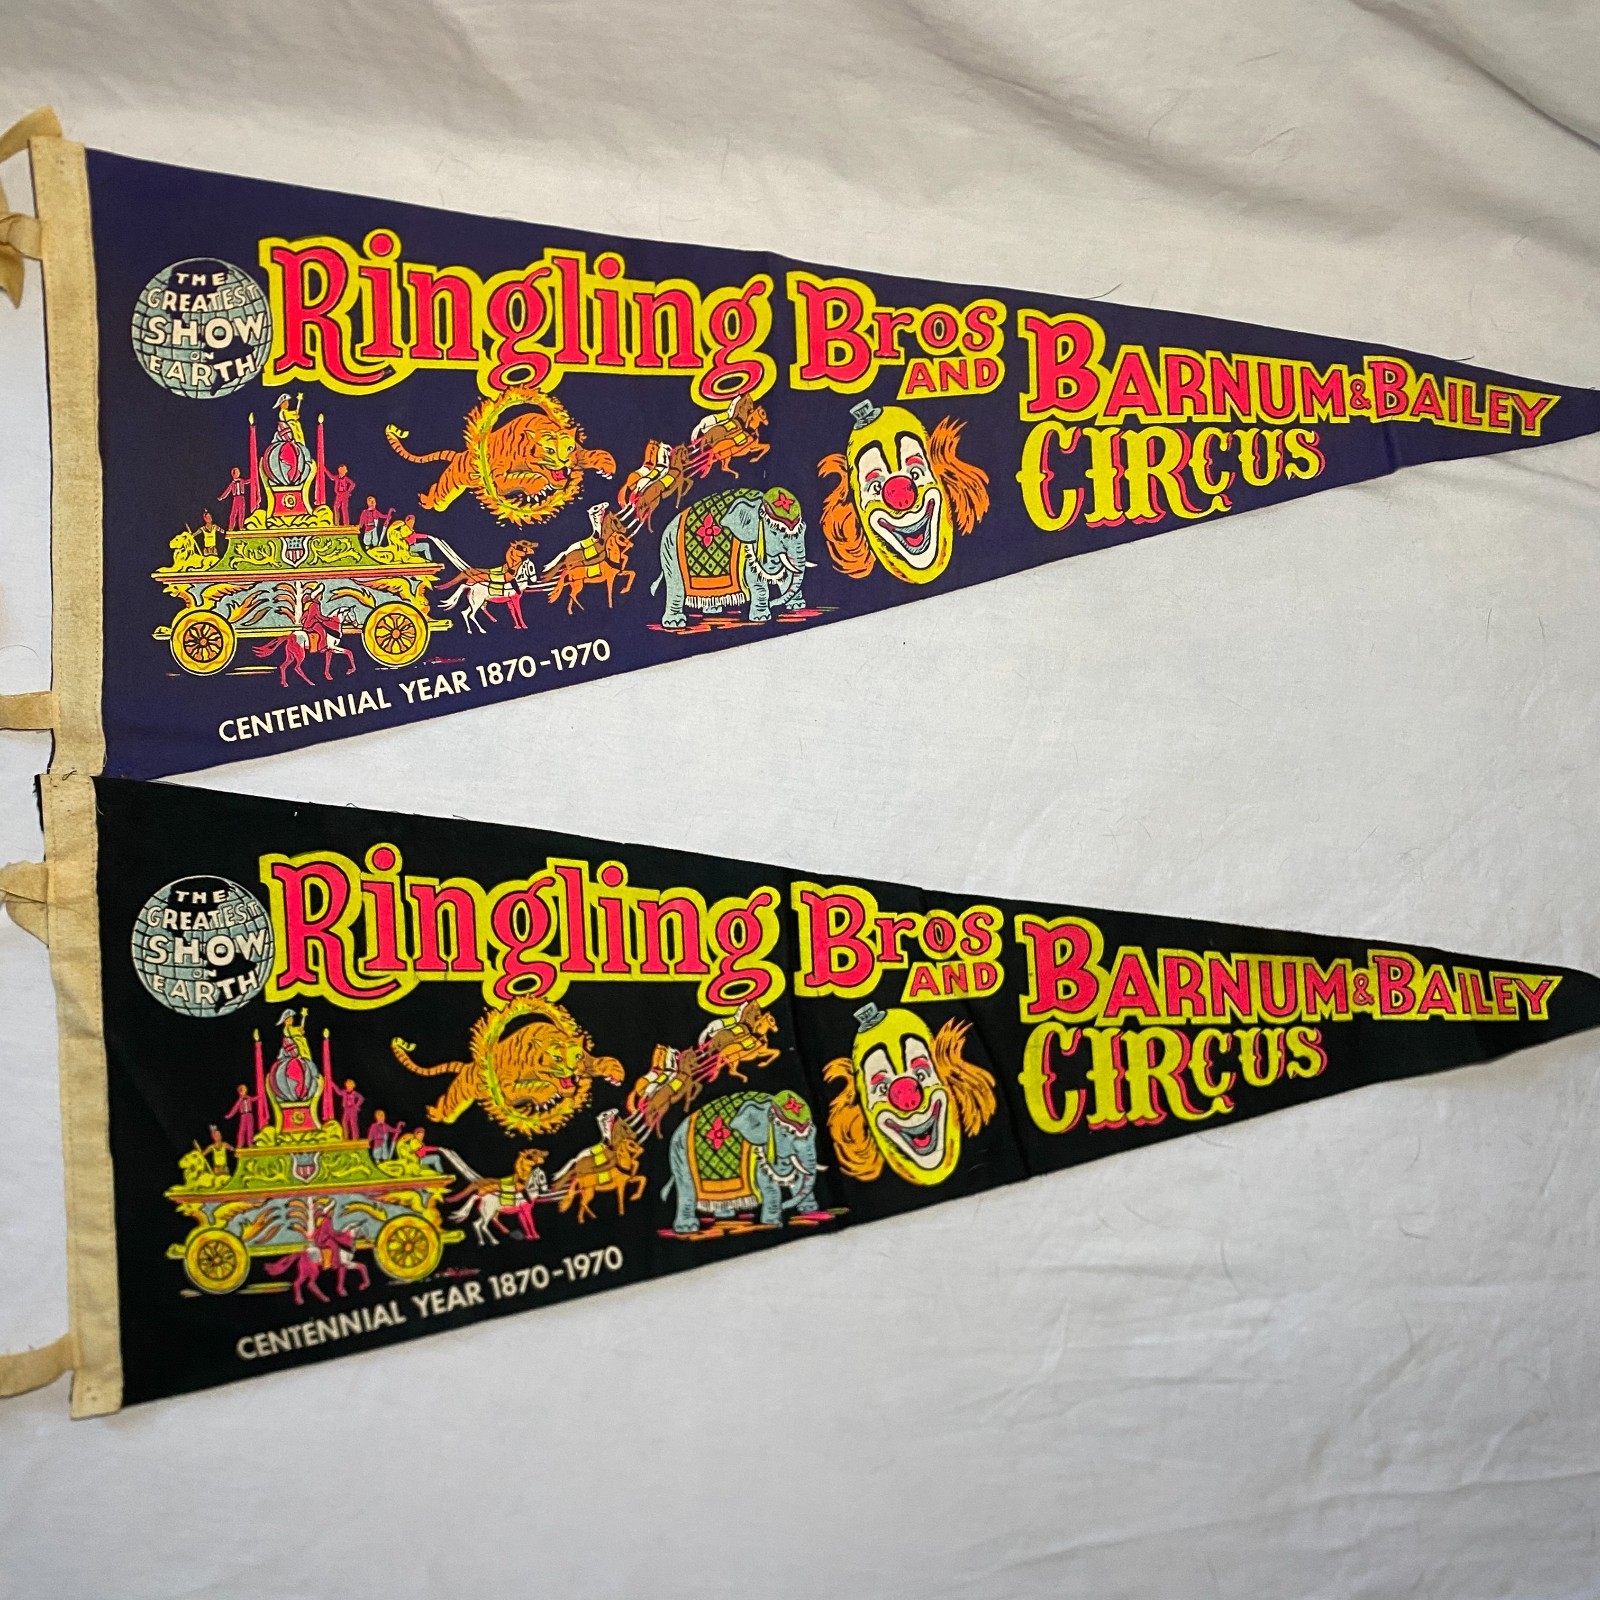 THE
GREATEST
SHOW
ON
EARTH
Ringling Bros AND BARNUM & BAILEY
CIRCUS
CENTENNIAL YEAR 1870-1970
THE
GREATEST
SHOW
ON
EARTH
Ringling Bros AND BARNUM & BAILEY
CIRCUS
CENTENNIAL YEAR 1870-1970